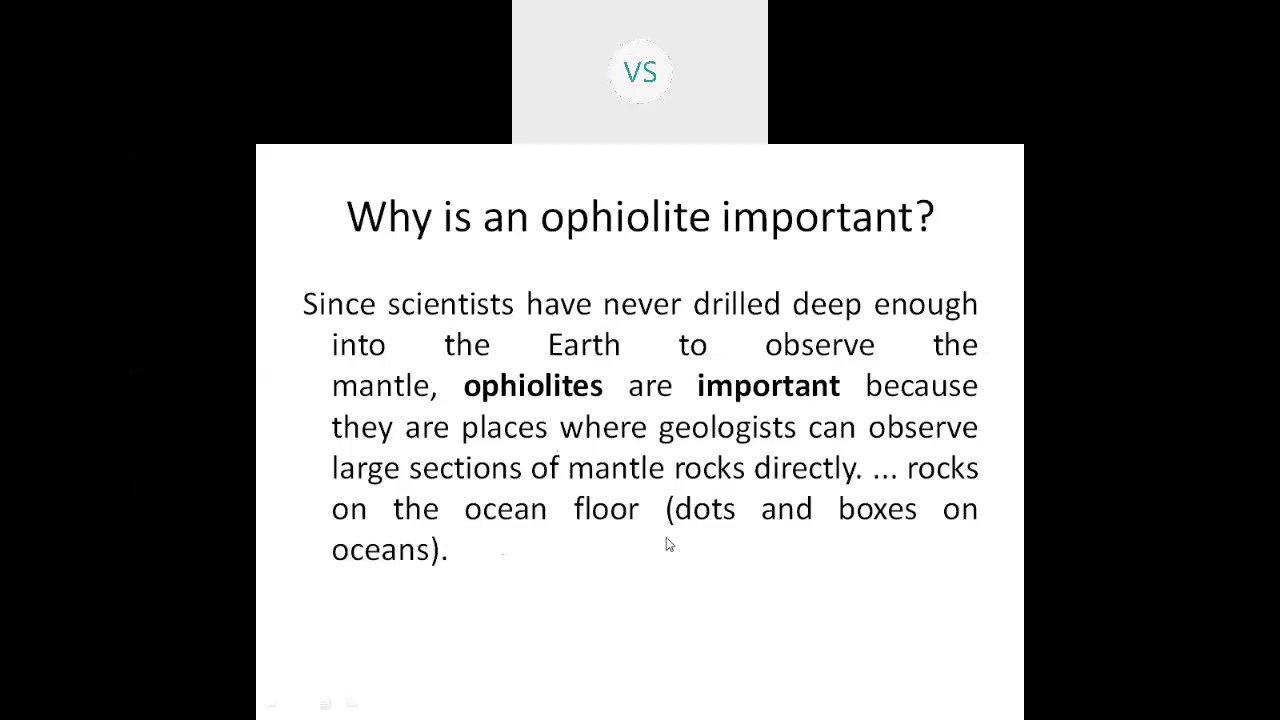 VS
Why is an ophiolite important?
Since scientists have never drilled deep enough
into the Earth to observe the
mantle, ophiolites are important because
they are places where geologists can observe
large sections of mantle rocks directly. ... rocks
on the ocean floor (dots and boxes on
oceans).